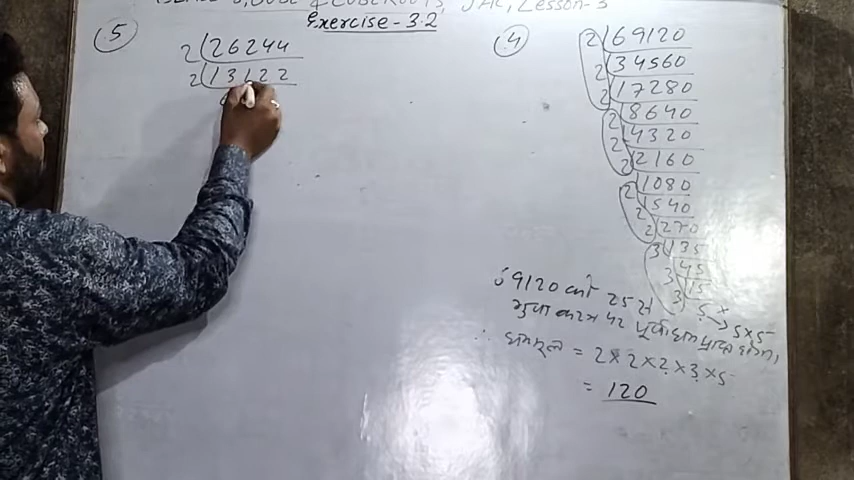 Lesson-3
Exercise-3.2
5
2 26244
2 13122
4
2 69120
2 34560
2 17280
2 8640
2 4320
2 2160
2 1080
2 540
2 270
3 135
3 45
3 15
5 × → 5×5
69120 को 25 से
गुणा करने पर
∴ घनमूल = 2×2×2×3×5
= 120